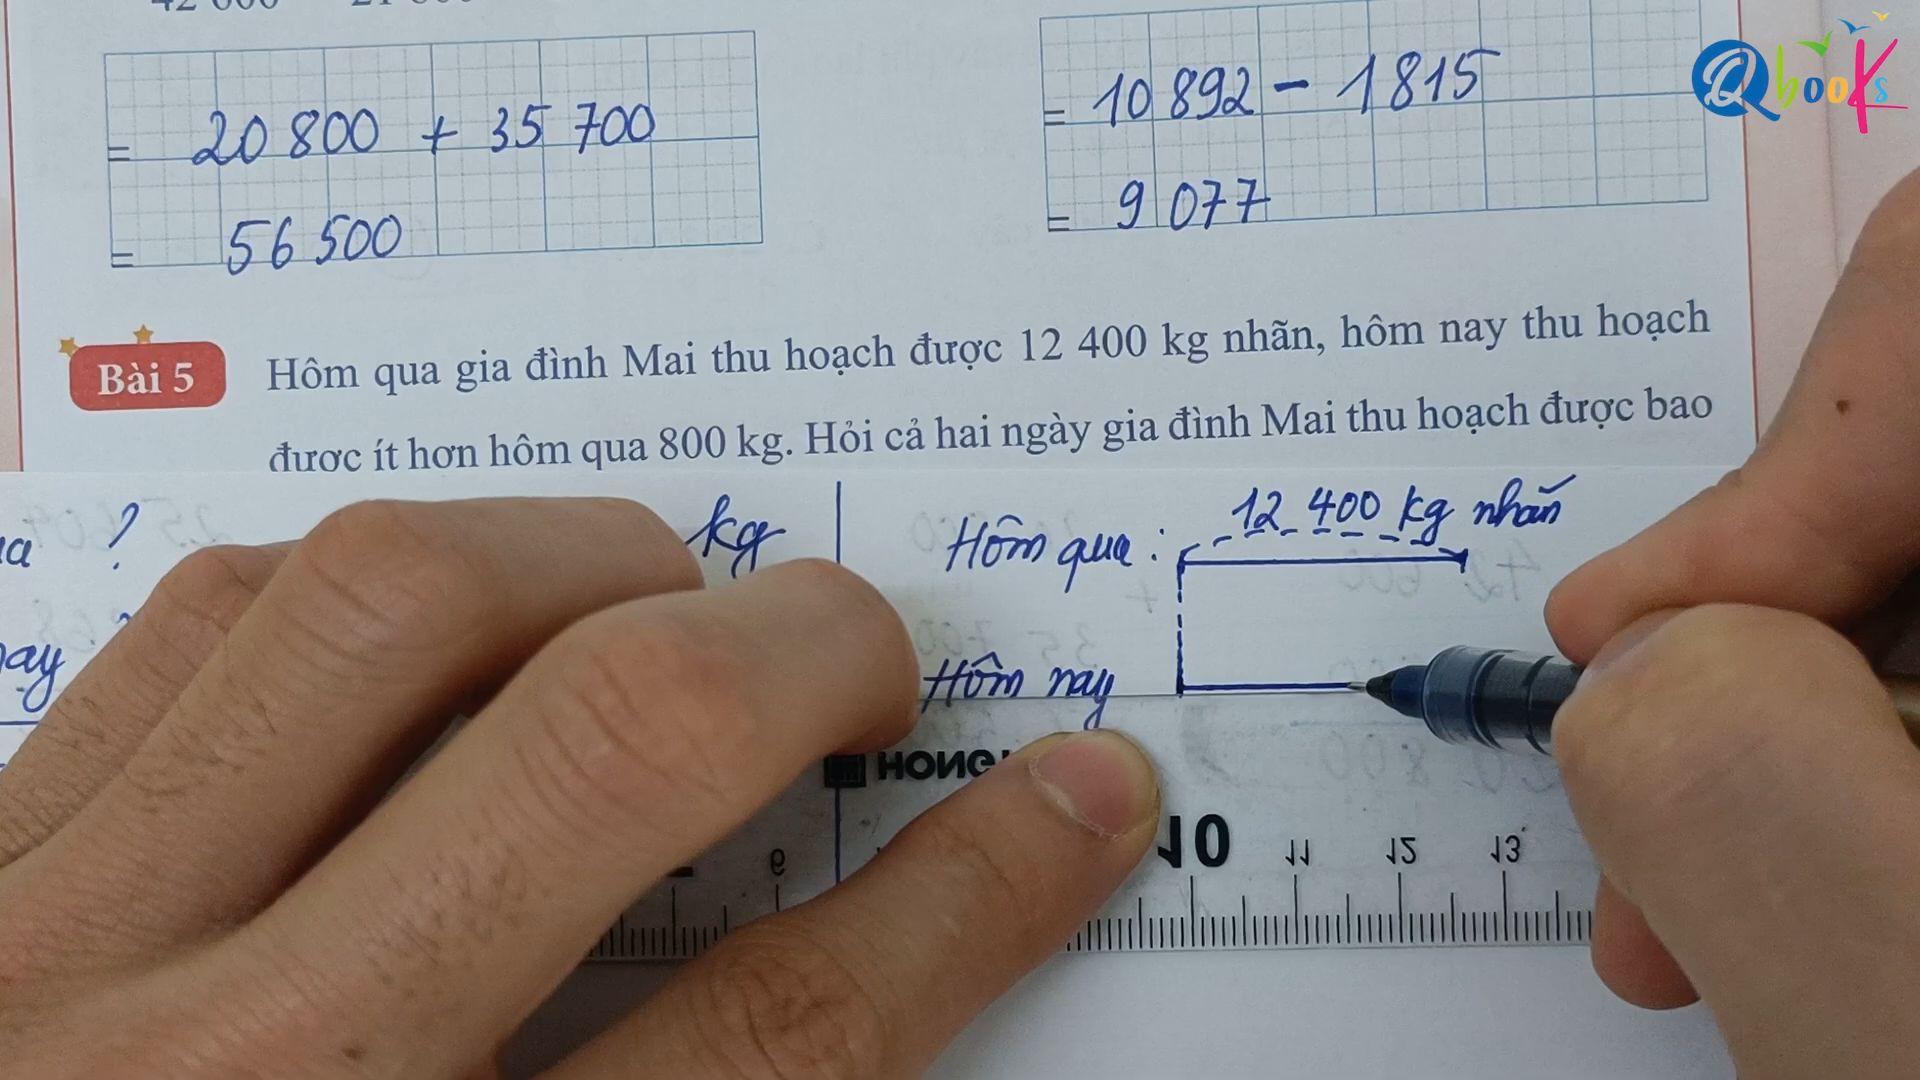 = 20 800 + 35 700
= 56 500
= 10 892 - 1 815
= 9 077
Qbooks
Bài 5
Hôm qua gia đình Mai thu hoạch được 12 400 kg nhãn, hôm nay thu hoạch
được ít hơn hôm qua 800 kg. Hỏi cả hai ngày gia đình Mai thu hoạch được bao
?
kg
Hôm qua : 12 400 kg nhãn
Hôm nay
10 11 12 13